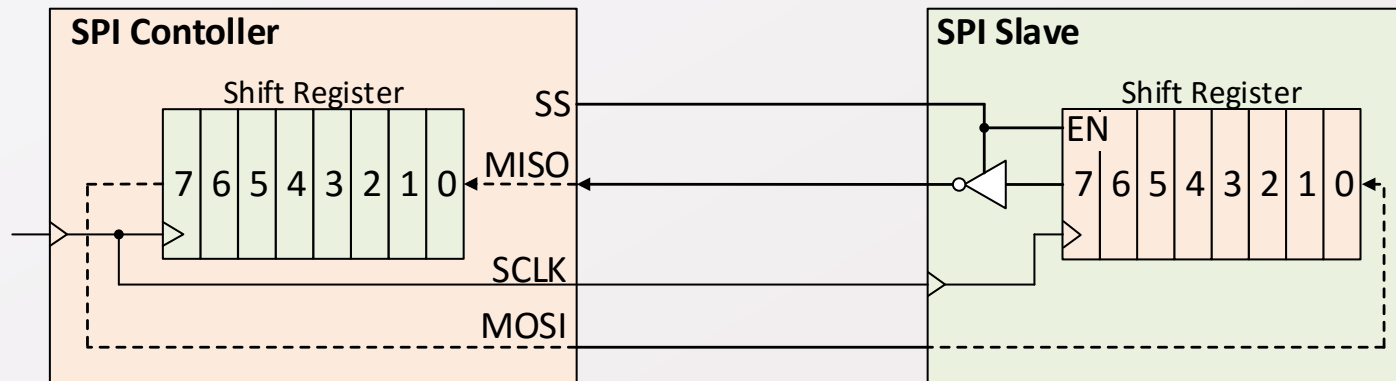 SPI Contoller
SPI Slave
Shift Register
Shift Register
SS
EN
MISO
7 6 5 4 3 2 1 0
7 6 5 4 3 2 1 0
SCLK
MOSI